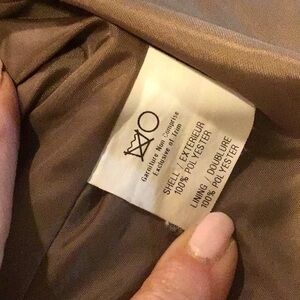 Garniture Non Comprise
Exclusive of Trim
SHELL / EXTERIEUR
100% POLYESTER
LINING / DOUBLURE
100% POLYESTER